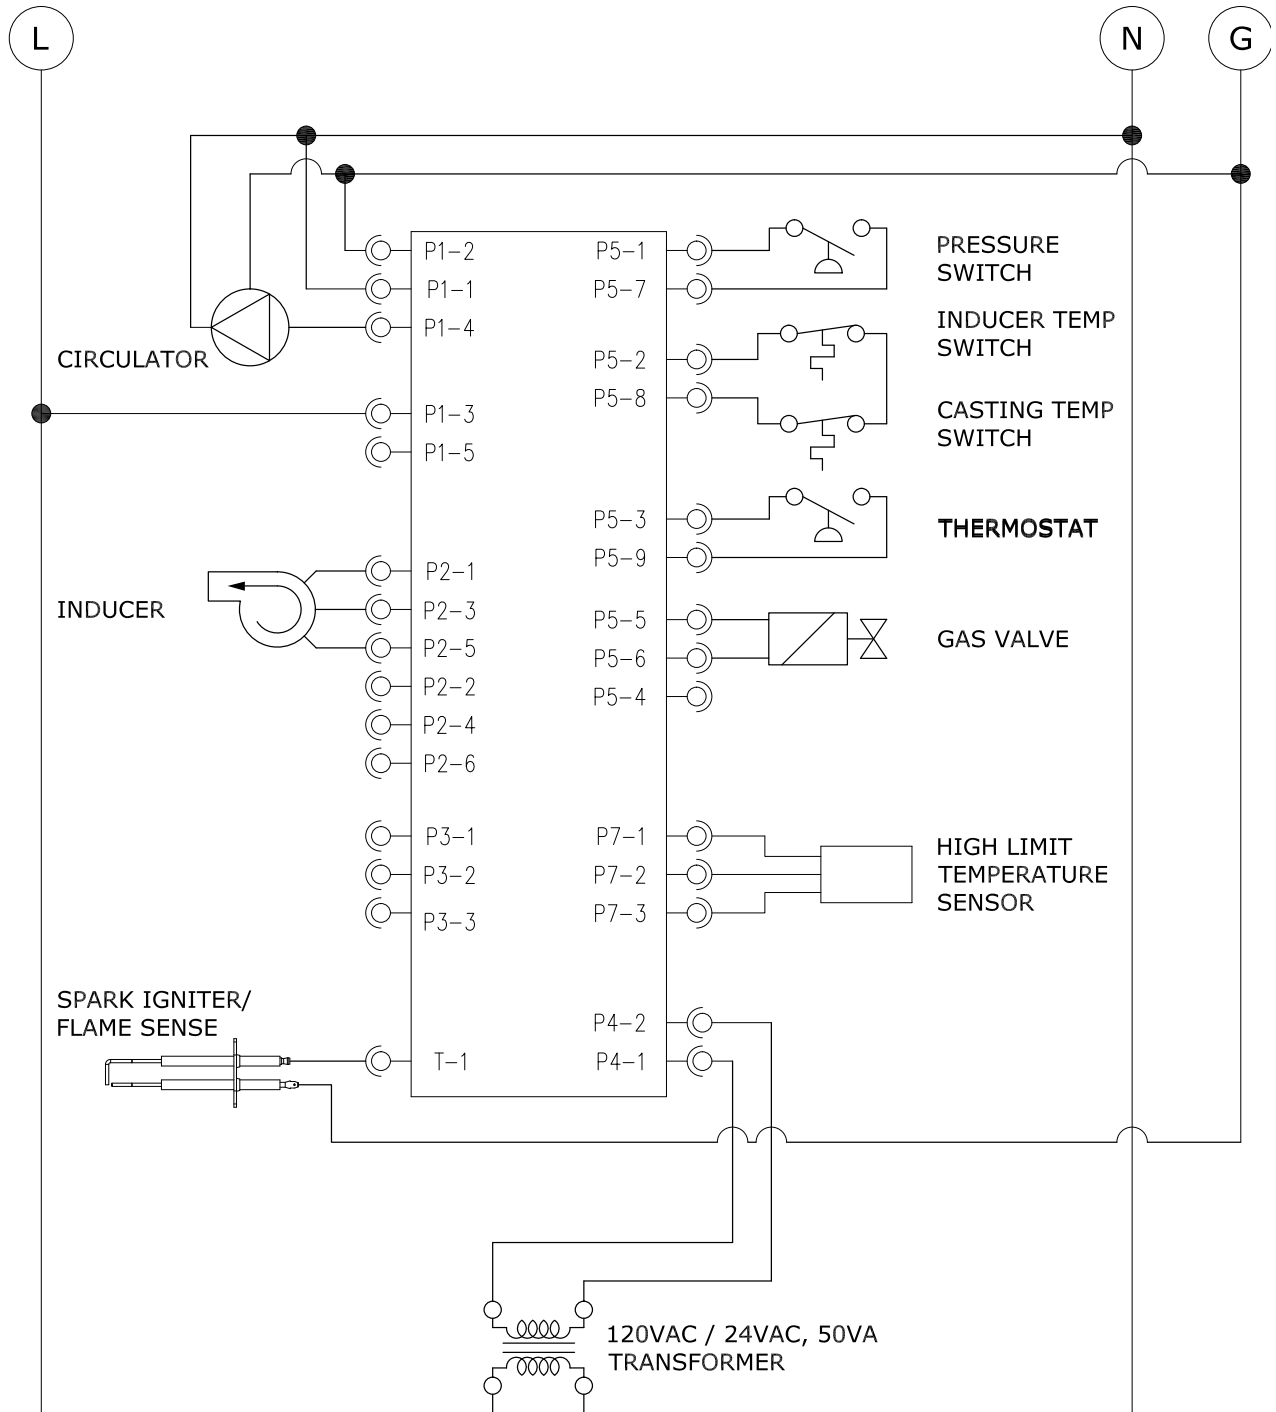 L
N
G
P1-2
P5-1
PRESSURE
SWITCH
P1-1
P5-7
P1-4
INDUCER TEMP
SWITCH
CIRCULATOR
P5-2
P5-8
P1-3
CASTING TEMP
SWITCH
P1-5
P5-3
THERMOSTAT
P5-9
P2-1
INDUCER
P2-3
P5-5
GAS VALVE
P2-5
P5-6
P2-2
P5-4
P2-4
P2-6
P3-1
P7-1
HIGH LIMIT
TEMPERATURE
SENSOR
P3-2
P7-2
P3-3
P7-3
SPARK IGNITER/
FLAME SENSE
P4-2
T-1
P4-1
120VAC / 24VAC, 50VA
TRANSFORMER